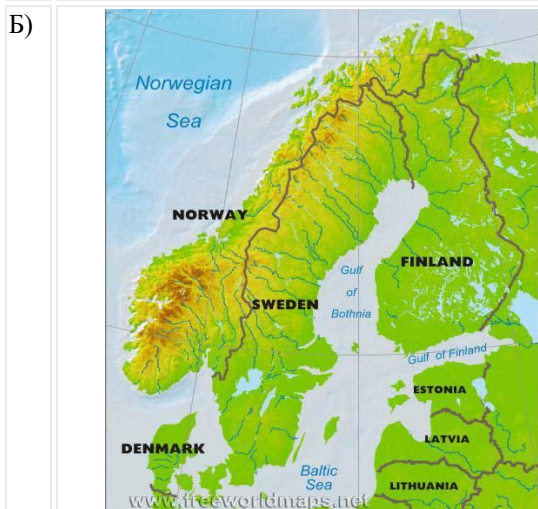 Б)
Norwegian
Sea
NORWAY
FINLAND
Gulf
of
Bothnia
SWEDEN
Gulf of Finland
ESTONIA
LATVIA
DENMARK
Baltic
Sea
LITHUANIA
www.freeworldmaps.net